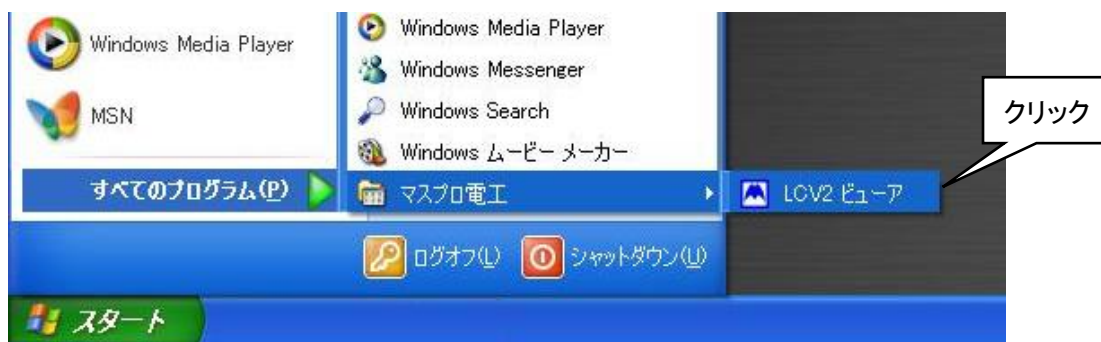 Windows Media Player
MSN
すべてのプログラム(P)
Windows Media Player
Windows Messenger
Windows Search
Windows ムービー メーカー
マスプロ電工
LCV2 ビューア
クリック
ログオフ(L)
シャットダウン(U)
スタート